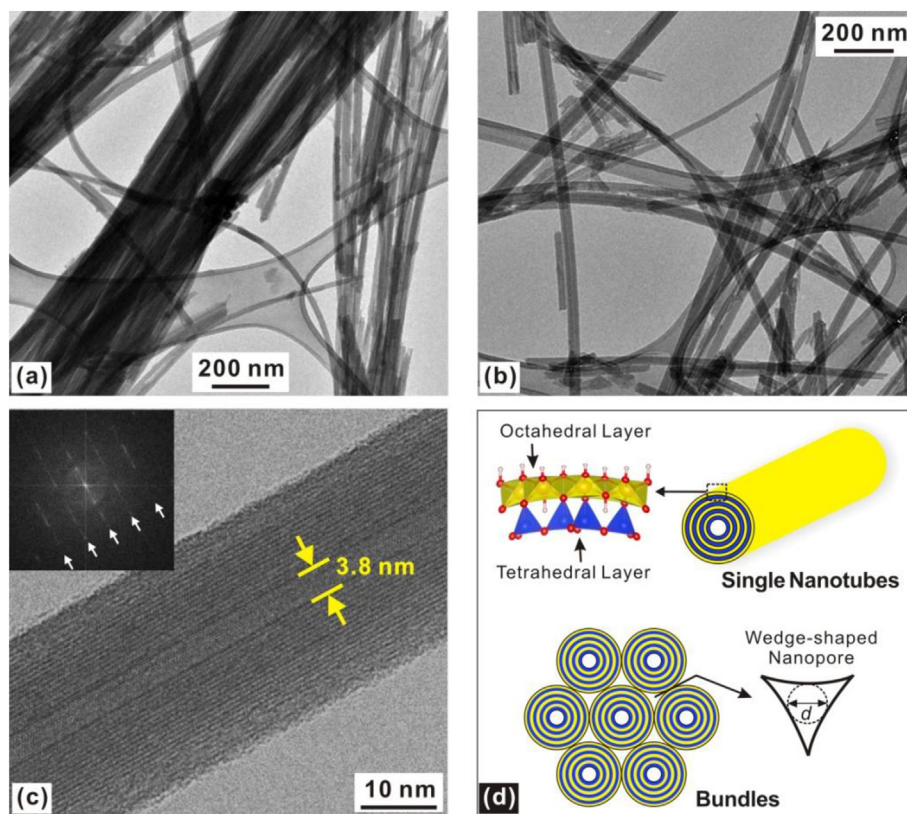 200 nm
(a)
200 nm
(b)
3.8 nm
10 nm
(c)
Octahedral Layer
Tetrahedral Layer
Single Nanotubes
Wedge-shaped
Nanopore
d
Bundles
(d)